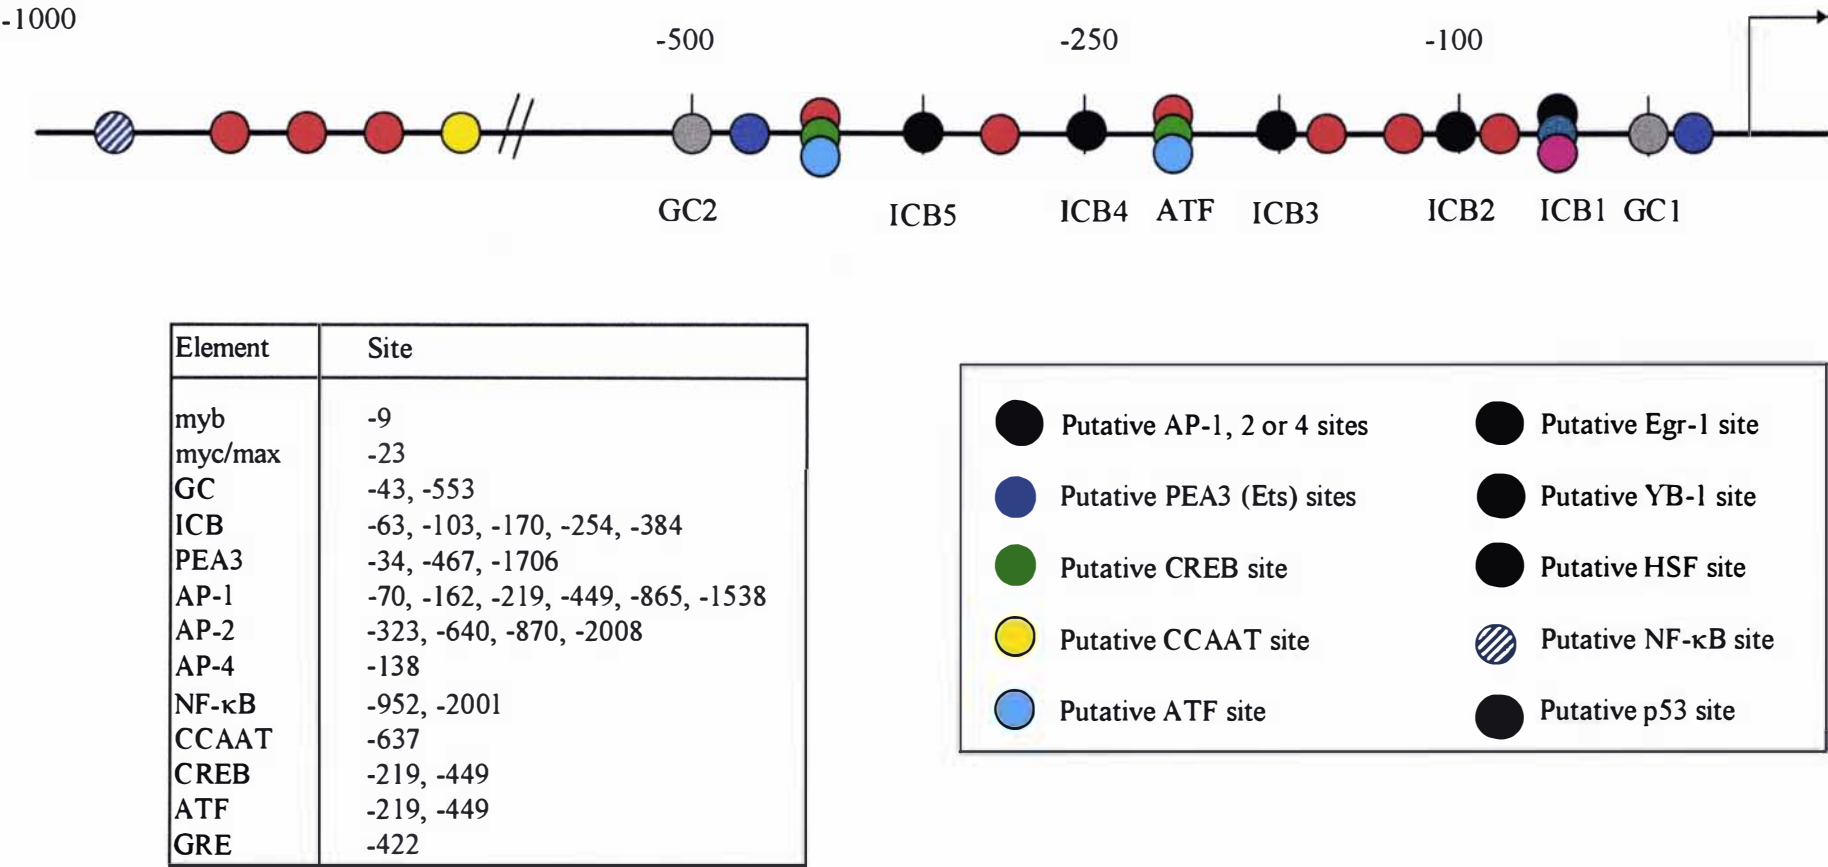 -1000
-500 -250 -100
GC2 ICB5 ICB4 ATF ICB3 ICB2 ICB1 GC1
Element Site
myb -9
myc/max -23
GC -43, -553
ICB -63, -103, -170, -254, -384
PEA3 -34, -467, -1706
AP-1 -70, -162, -219, -449, -865, -1538
AP-2 -323, -640, -870, -2008
AP-4 -138
NF-κB -952, -2001
CCAAT -637
CREB -219, -449
ATF -219, -449
GRE -422
Putative AP-1, 2 or 4 sites
Putative PEA3 (Ets) sites
Putative CREB site
Putative CCAAT site
Putative ATF site
Putative Egr-1 site
Putative YB-1 site
Putative HSF site
Putative NF-κB site
Putative p53 site